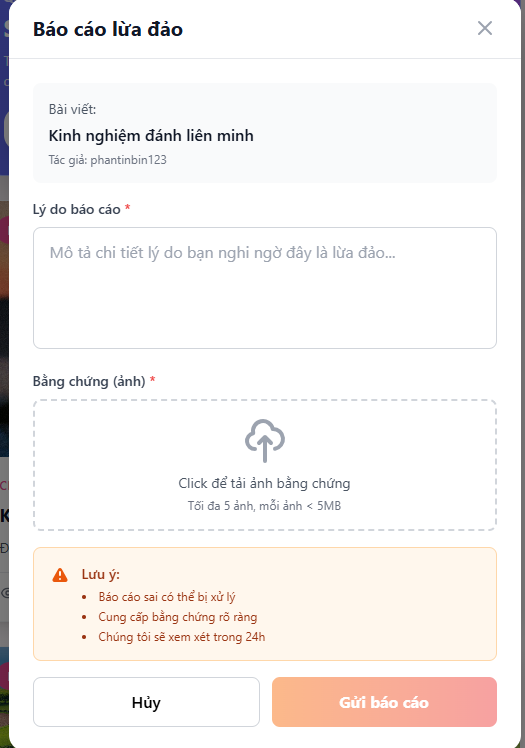 Báo cáo lừa đảo
Bài viết:
Kinh nghiệm đánh liên minh
Tác giả: phantinbin123
Lý do báo cáo *
Mô tả chi tiết lý do bạn nghi ngờ đây là lừa đảo...
Bằng chứng (ảnh) *
Click để tải ảnh bằng chứng
Tối đa 5 ảnh, mỗi ảnh < 5MB
Lưu ý:
• Báo cáo sai có thể bị xử lý
• Cung cấp bằng chứng rõ ràng
• Chúng tôi sẽ xem xét trong 24h
Hủy
Gửi báo cáo